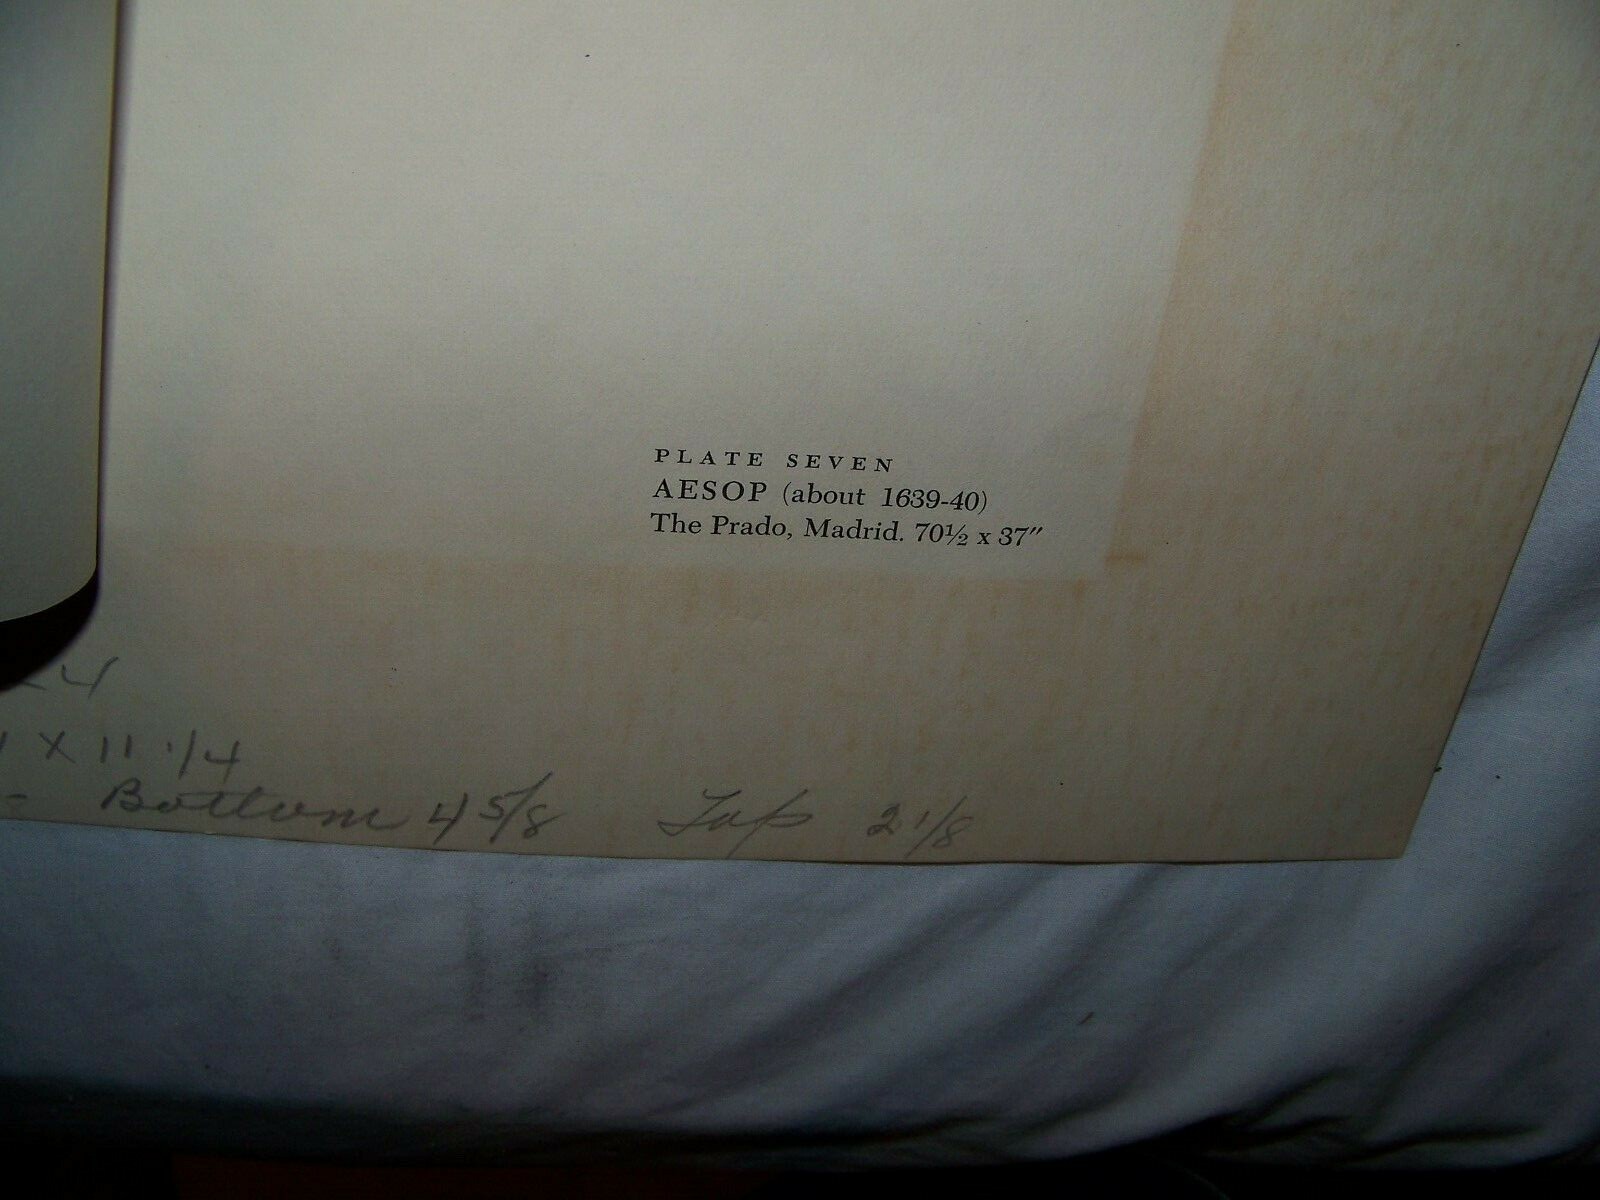 PLATE SEVEN
AESOP (about 1639-40)
The Prado, Madrid. 70½ x 37″
4
x 11 1/4
Bottom 4 5/8 Top 2 1/8